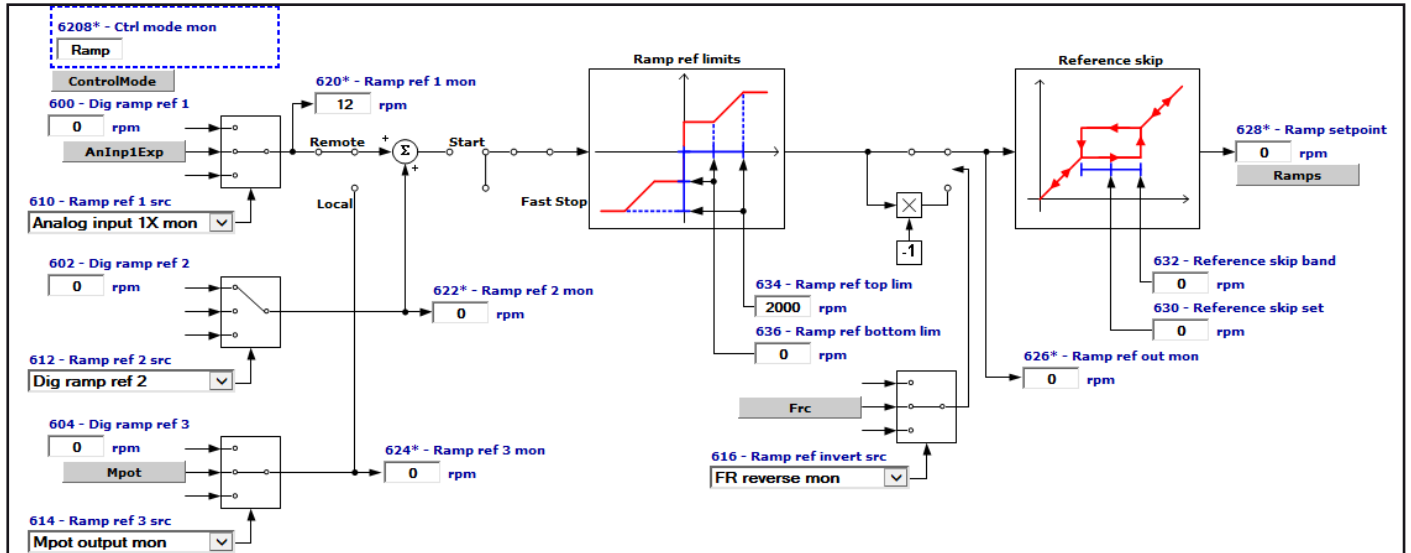 6208* - Ctrl mode mon
Ramp
ControlMode
600 - Dig ramp ref 1
0 rpm
AnInp1Exp
610 - Ramp ref 1 src
Analog input 1X mon
620* - Ramp ref 1 mon
12 rpm
Remote
Local
+
Σ
+
Start
Fast Stop
602 - Dig ramp ref 2
0 rpm
612 - Ramp ref 2 src
Dig ramp ref 2
622* - Ramp ref 2 mon
0 rpm
604 - Dig ramp ref 3
0 rpm
Mpot
614 - Ramp ref 3 src
Mpot output mon
624* - Ramp ref 3 mon
0 rpm
Ramp ref limits
634 - Ramp ref top lim
2000 rpm
636 - Ramp ref bottom lim
0 rpm
×
-1
Frc
616 - Ramp ref invert src
FR reverse mon
Reference skip
628* - Ramp setpoint
0 rpm
Ramps
632 - Reference skip band
0 rpm
630 - Reference skip set
0 rpm
626* - Ramp ref out mon
0 rpm